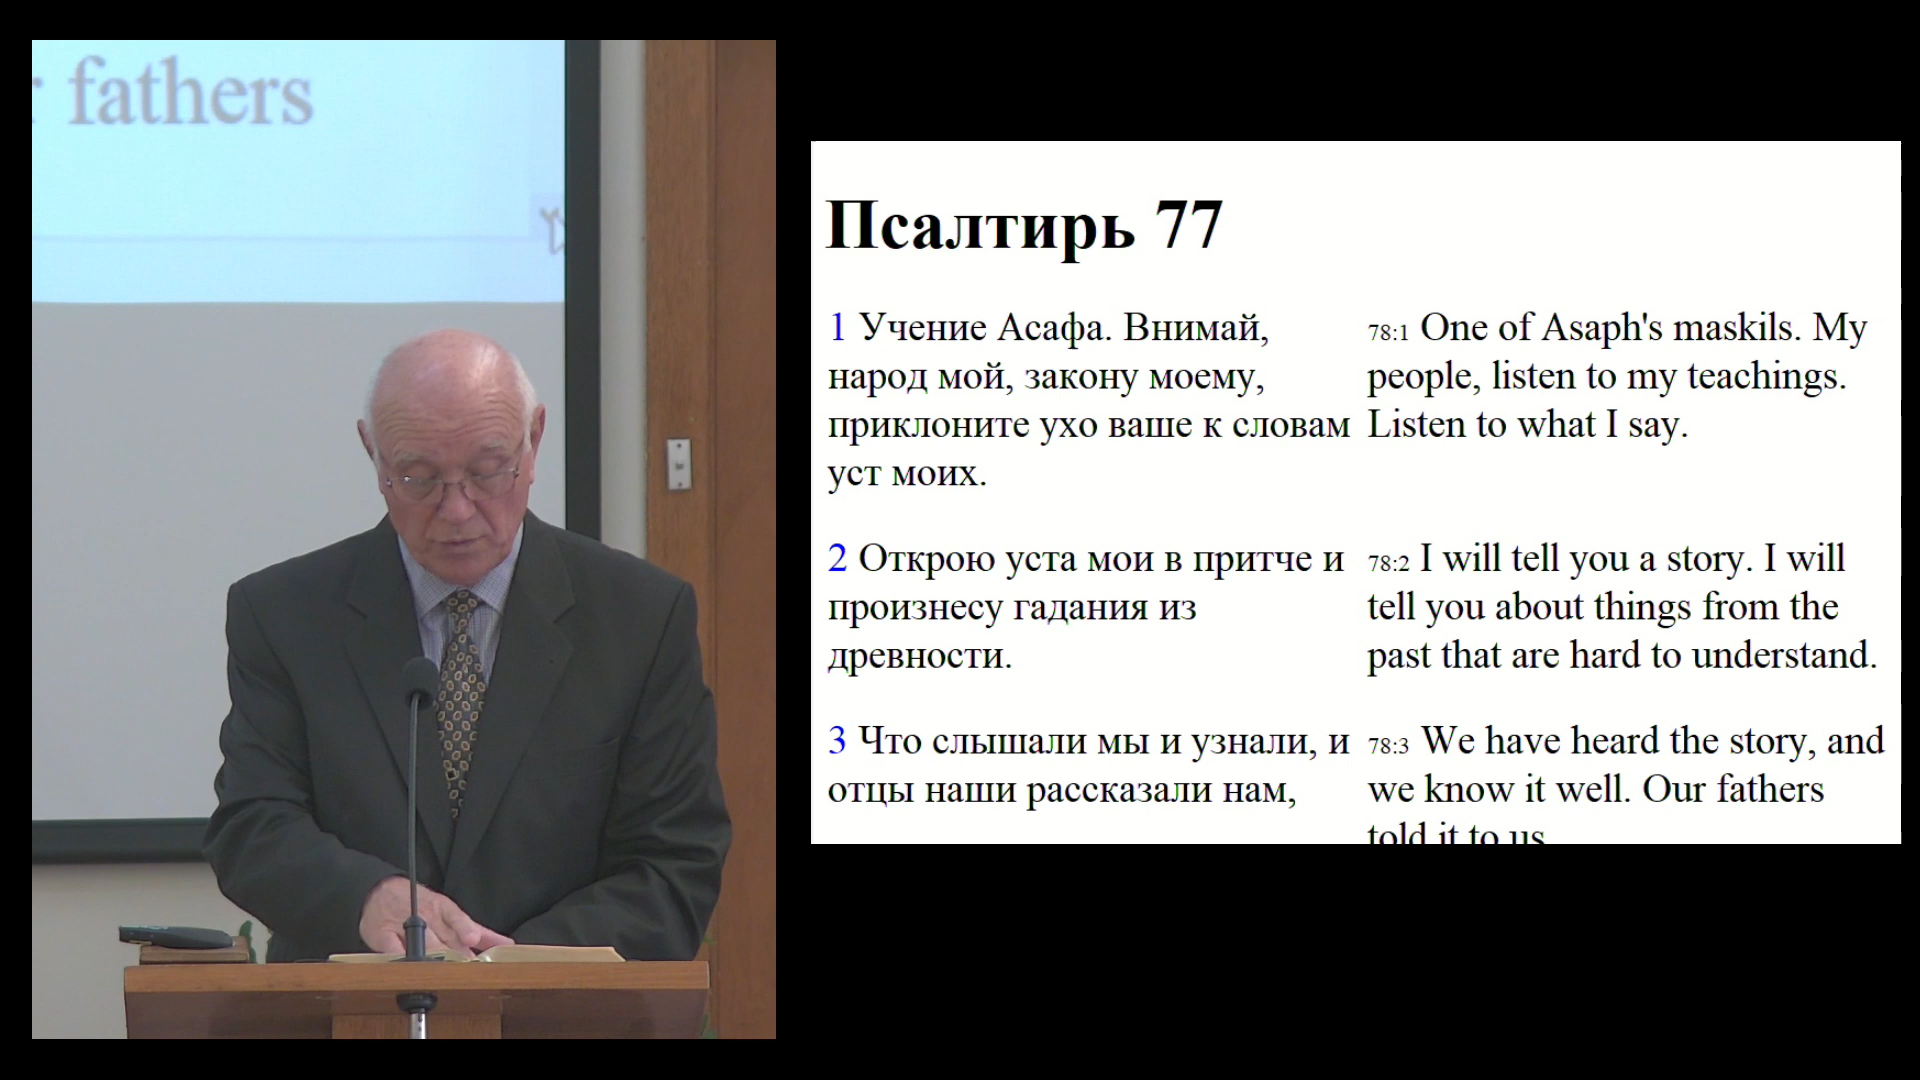 fathers
Псалтирь 77
1 Учение Асафа. Внимай,
народ мой, закону моему,
приклоните ухо ваше к словам
уст моих.
78:1 One of Asaph's maskils. My
people, listen to my teachings.
Listen to what I say.
2 Открою уста мои в притче и
произнесу гадания из
древности.
78:2 I will tell you a story. I will
tell you about things from the
past that are hard to understand.
3 Что слышали мы и узнали, и
отцы наши рассказали нам,
78:3 We have heard the story, and
we know it well. Our fathers
told it to us